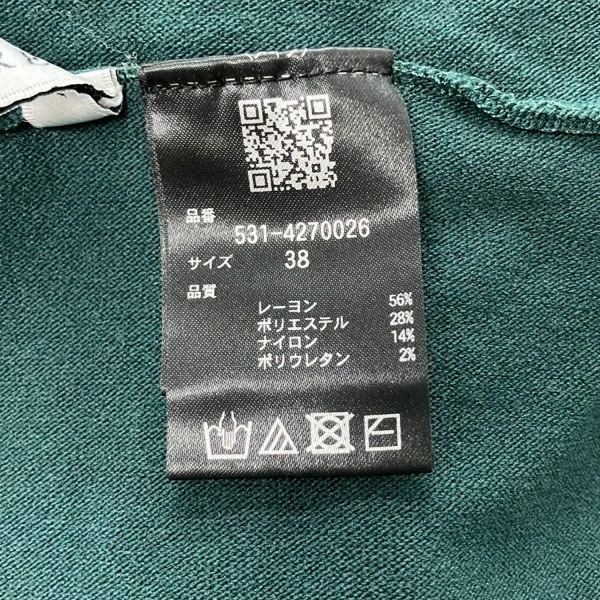 品番
531-4270026
サイズ 38
品質
レーヨン 56%
ポリエステル 28%
ナイロン 14%
ポリウレタン 2%